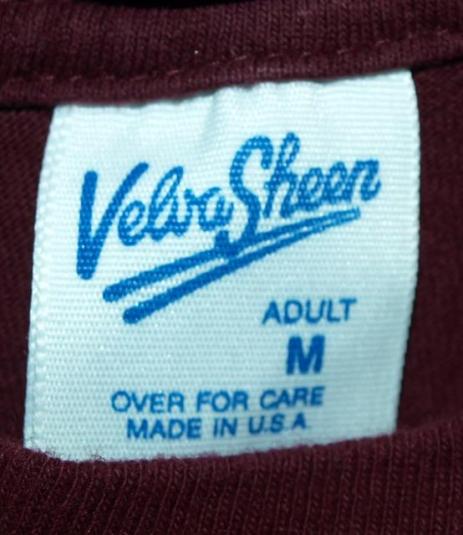 Velva Sheen
ADULT
M
OVER FOR CARE
MADE IN U.S.A.